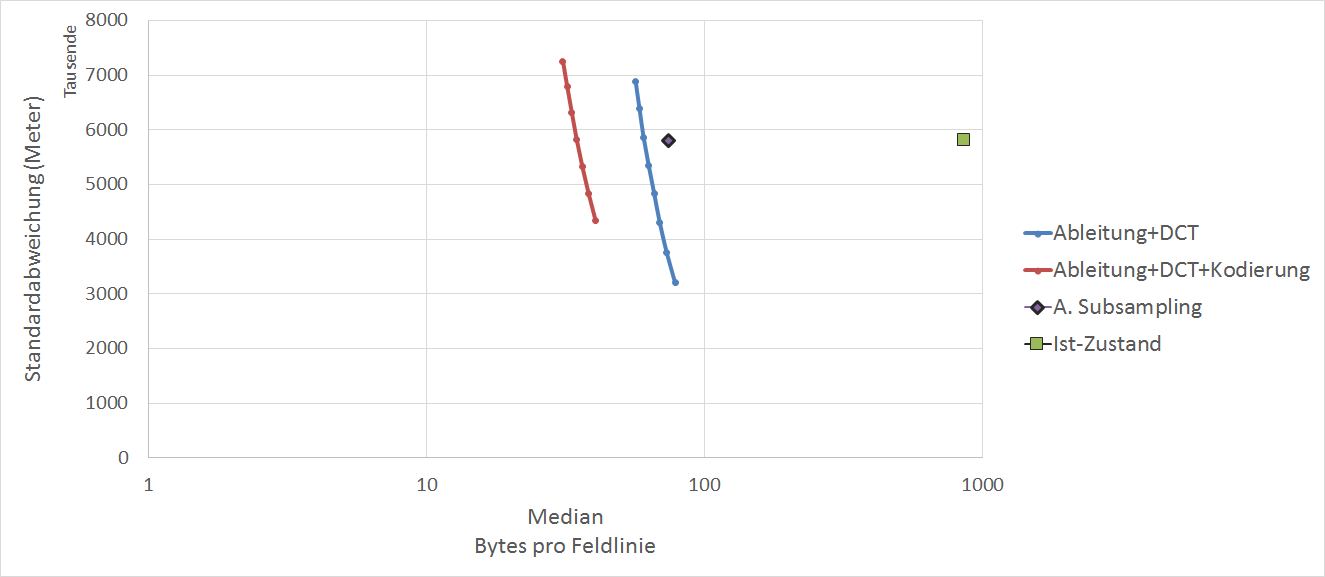 Standardabweichung (Meter)
Tausende
8000
7000
6000
5000
4000
3000
2000
1000
0
1
10
100
1000
Median
Bytes pro Feldlinie
Ableitung+DCT
Ableitung+DCT+Kodierung
A. Subsampling
Ist-Zustand